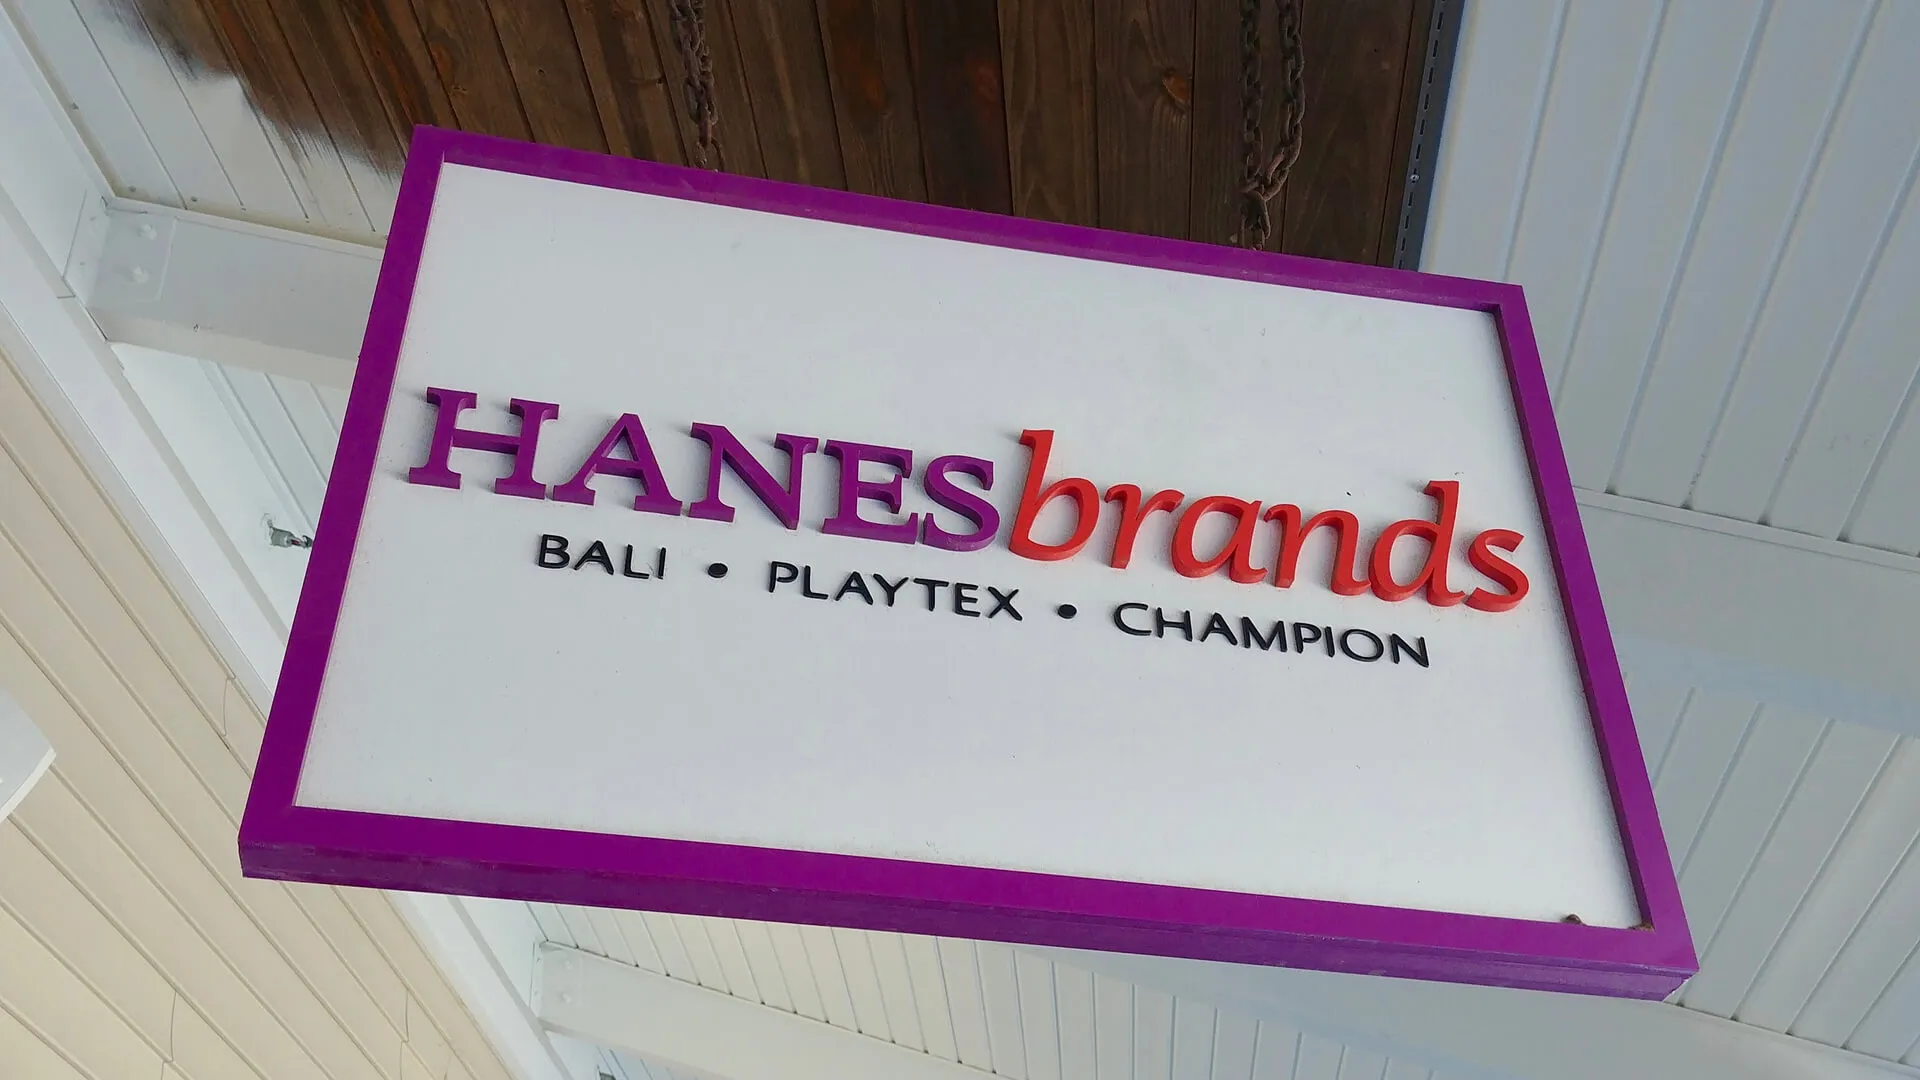 HANESbrands
BALI • PLAYTEX • CHAMPION